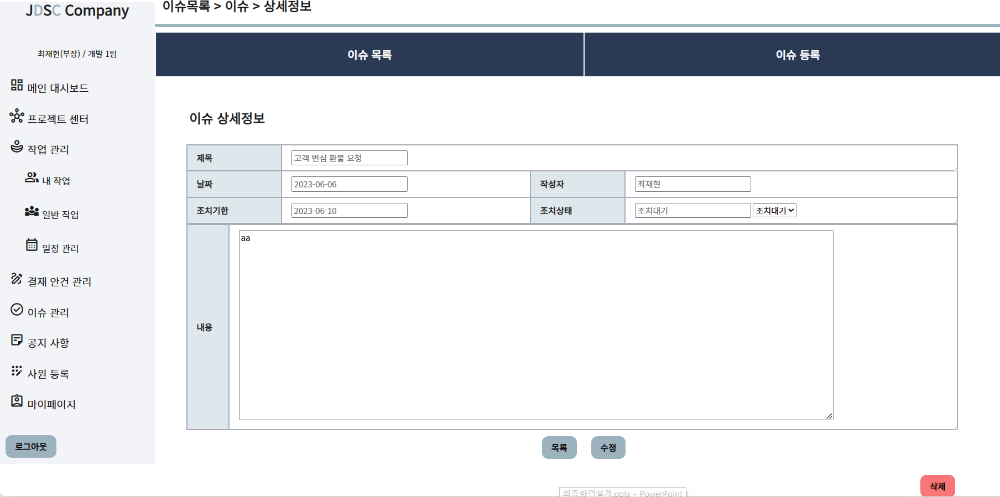 JDSC Company
최재현(부장) / 개발 1팀
메인 대시보드
프로젝트 센터
작업 관리
내 작업
일반 작업
일정 관리
결재 안건 관리
이슈 관리
공지 사항
사원 등록
마이페이지
로그아웃
이슈목록 > 이슈 > 상세정보
이슈 목록
이슈 등록
이슈 상세정보
제목 고객 변심 환불 요청
날짜 2023-06-06 작성자 최재현
조치기한 2023-06-10 조치상태 조치대기 조치대기
내용 aa
목록 수정
삭제
최종화면설계.pptx - PowerPoint